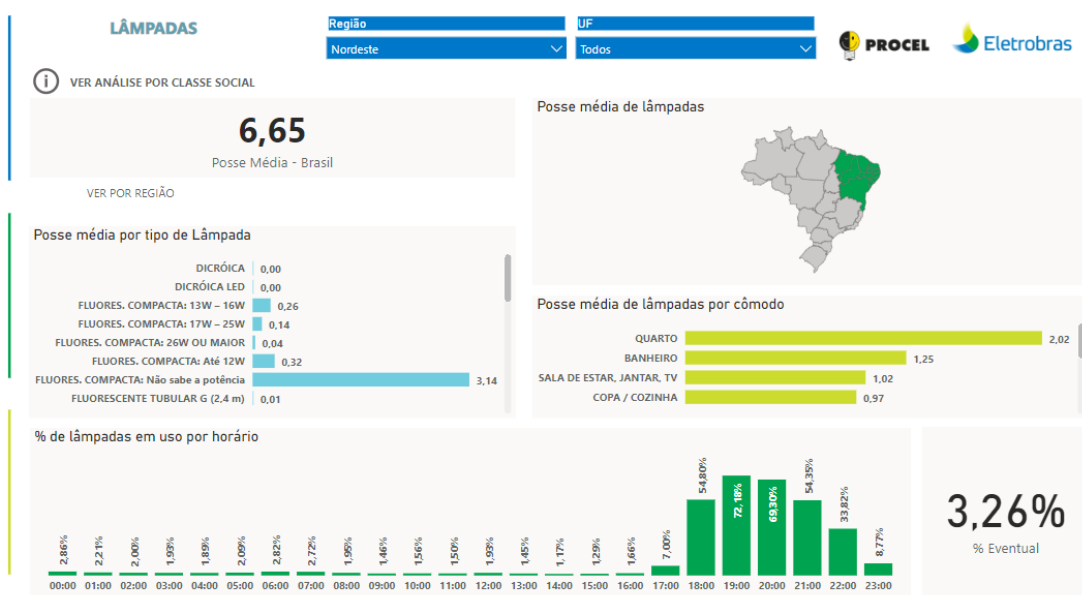 LÂMPADAS
Região
Nordeste
UF
Todos
PROCEL
Eletrobras
VER ANÁLISE POR CLASSE SOCIAL
6,65
Posse Média - Brasil
VER POR REGIÃO
Posse média de lâmpadas
Posse média por tipo de Lâmpada
DICRÓICA 0,00
DICRÓICA LED 0,00
FLUORES. COMPACTA: 13W – 16W 0,26
FLUORES. COMPACTA: 17W – 25W 0,14
FLUORES. COMPACTA: 26W OU MAIOR 0,04
FLUORES. COMPACTA: Até 12W 0,32
FLUORES. COMPACTA: Não sabe a potência 3,14
FLUORESCENTE TUBULAR G (2,4 m) 0,01
Posse média de lâmpadas por cômodo
QUARTO 2,02
BANHEIRO 1,25
SALA DE ESTAR, JANTAR, TV 1,02
COPA / COZINHA 0,97
% de lâmpadas em uso por horário
2,86% 2,21% 2,00% 1,93% 1,89% 2,09% 3,82% 2,72% 1,95% 1,46% 1,56% 1,50% 1,93% 1,45% 1,17% 1,29% 1,66% 7,00% 54,80% 72,18% 69,30% 54,35% 33,82% 8,77%
00:00 01:00 02:00 03:00 04:00 05:00 06:00 07:00 08:00 09:00 10:00 11:00 12:00 13:00 14:00 15:00 16:00 17:00 18:00 19:00 20:00 21:00 22:00 23:00
3,26%
% Eventual